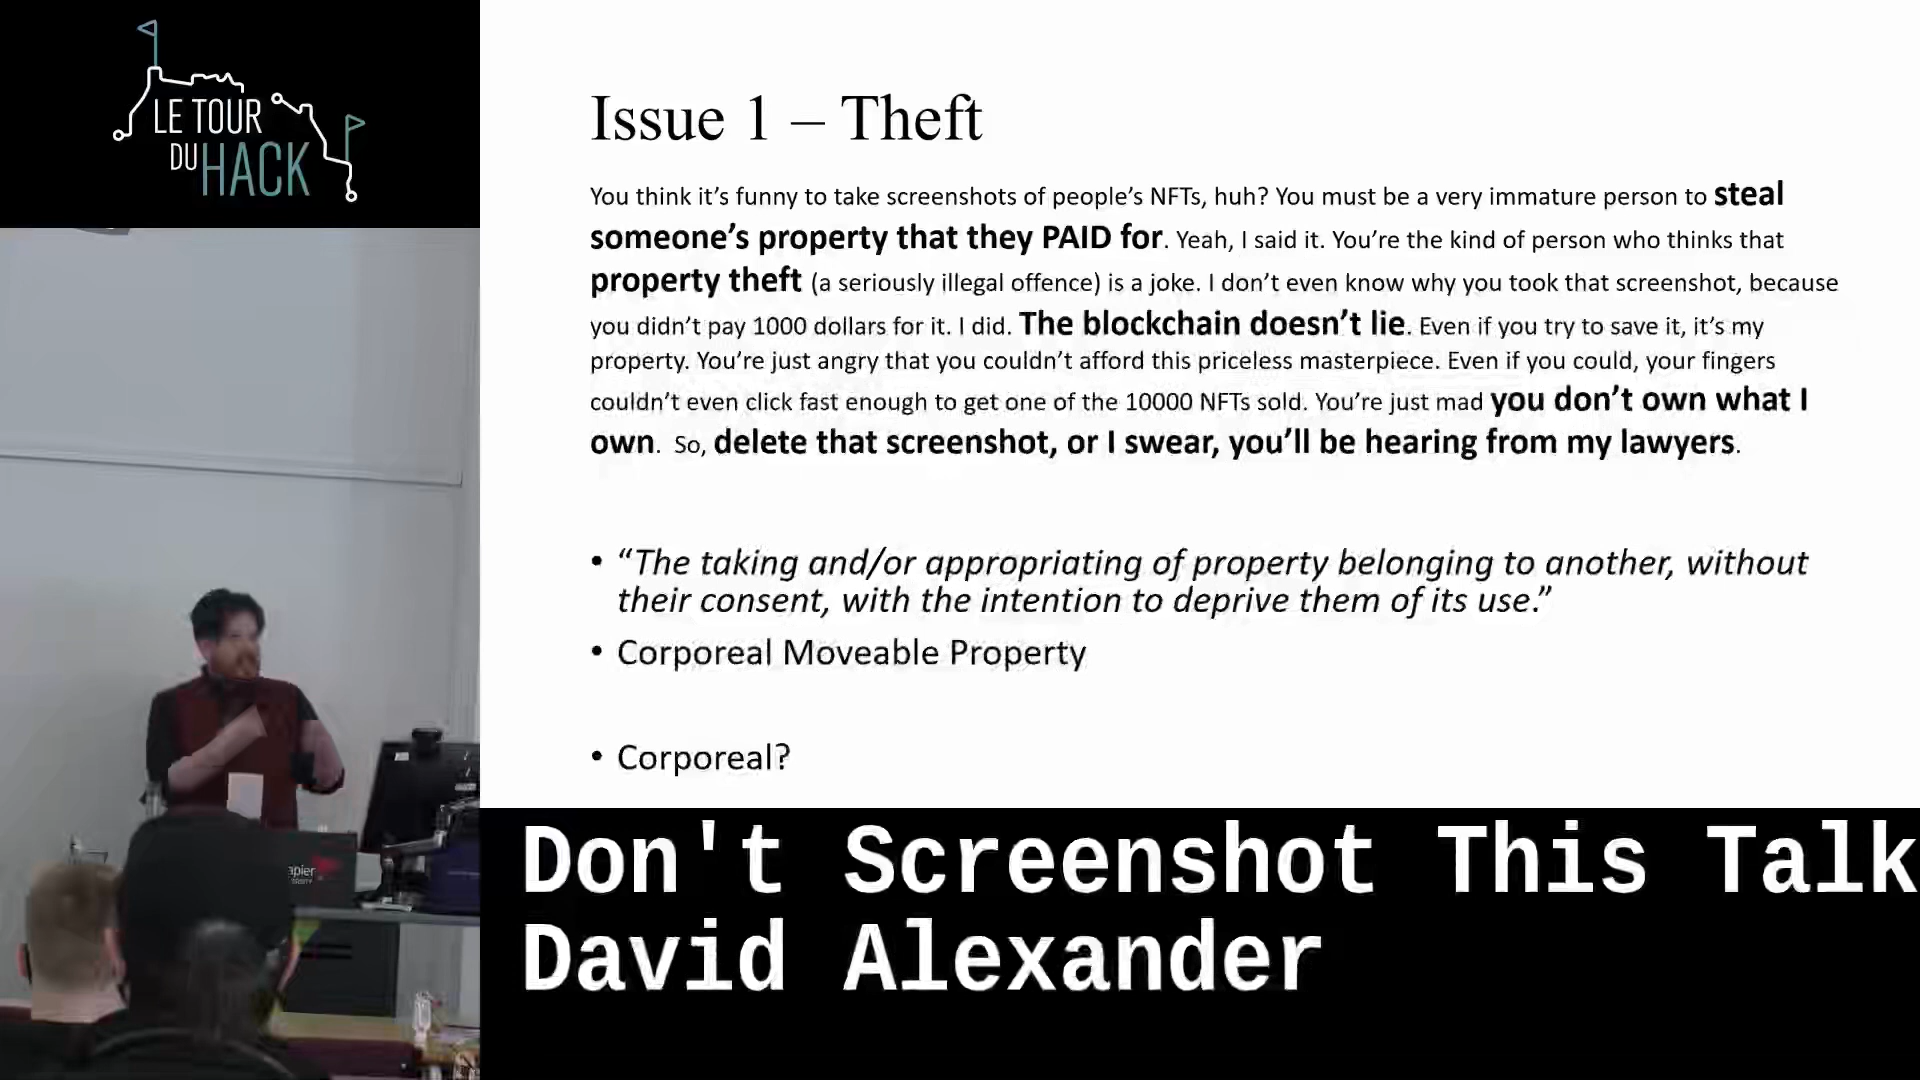 LE TOUR
DU HACK
Issue 1 – Theft
You think it’s funny to take screenshots of people’s NFTs, huh? You must be a very immature person to steal
someone’s property that they PAID for. Yeah, I said it. You’re the kind of person who thinks that
property theft (a seriously illegal offence) is a joke. I don’t even know why you took that screenshot, because
you didn’t pay 1000 dollars for it. I did. The blockchain doesn’t lie. Even if you try to save it, it’s my
property. You’re just angry that you couldn’t afford this priceless masterpiece. Even if you could, your fingers
couldn’t even click fast enough to get one of the 10000 NFTs sold. You’re just mad you don’t own what I
own. So, delete that screenshot, or I swear, you’ll be hearing from my lawyers.
• “The taking and/or appropriating of property belonging to another, without
their consent, with the intention to deprive them of its use.”
• Corporeal Moveable Property
• Corporeal?
Don't Screenshot This Talk
David Alexander